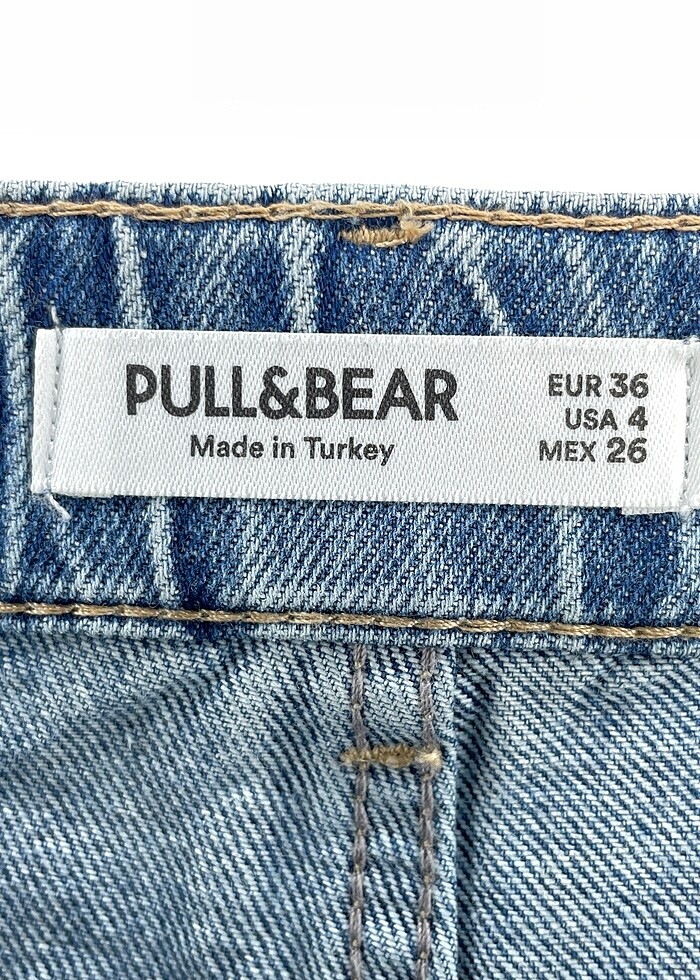 PULL&BEAR
Made in Turkey
EUR 36
USA 4
MEX 26